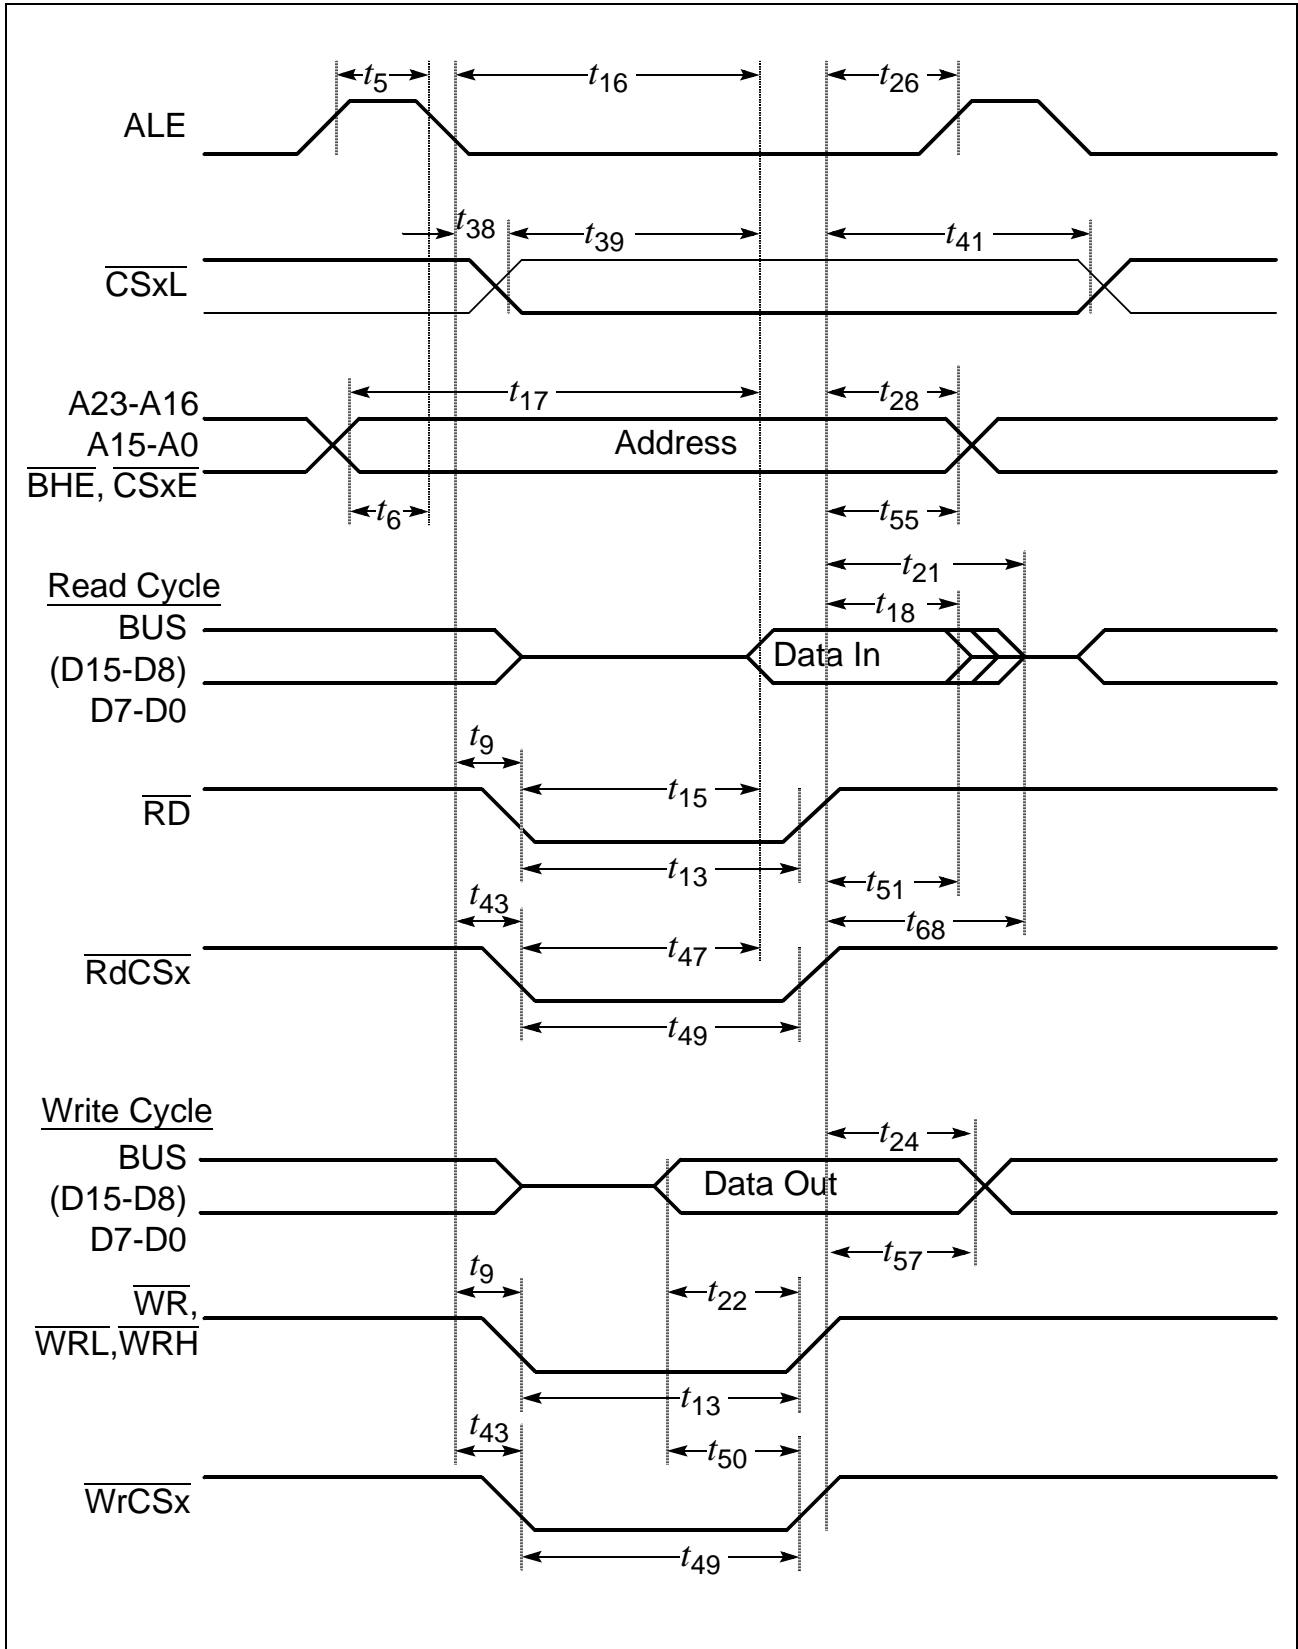 t5
t16
t26
ALE
t38
t39
t41
CSxL
t17
t28
A23-A16
A15-A0
Address
BHE, CSxE
t6
t55
t21
Read Cycle
t18
BUS
Data In
(D15-D8)
D7-D0
t9
t15
RD
t13
t51
t43
t68
t47
RdCSx
t49
Write Cycle
t24
BUS
Data Out
(D15-D8)
D7-D0
t57
t9
t22
WR,
WRL,WRH
t13
t43
t50
WrCSx
t49